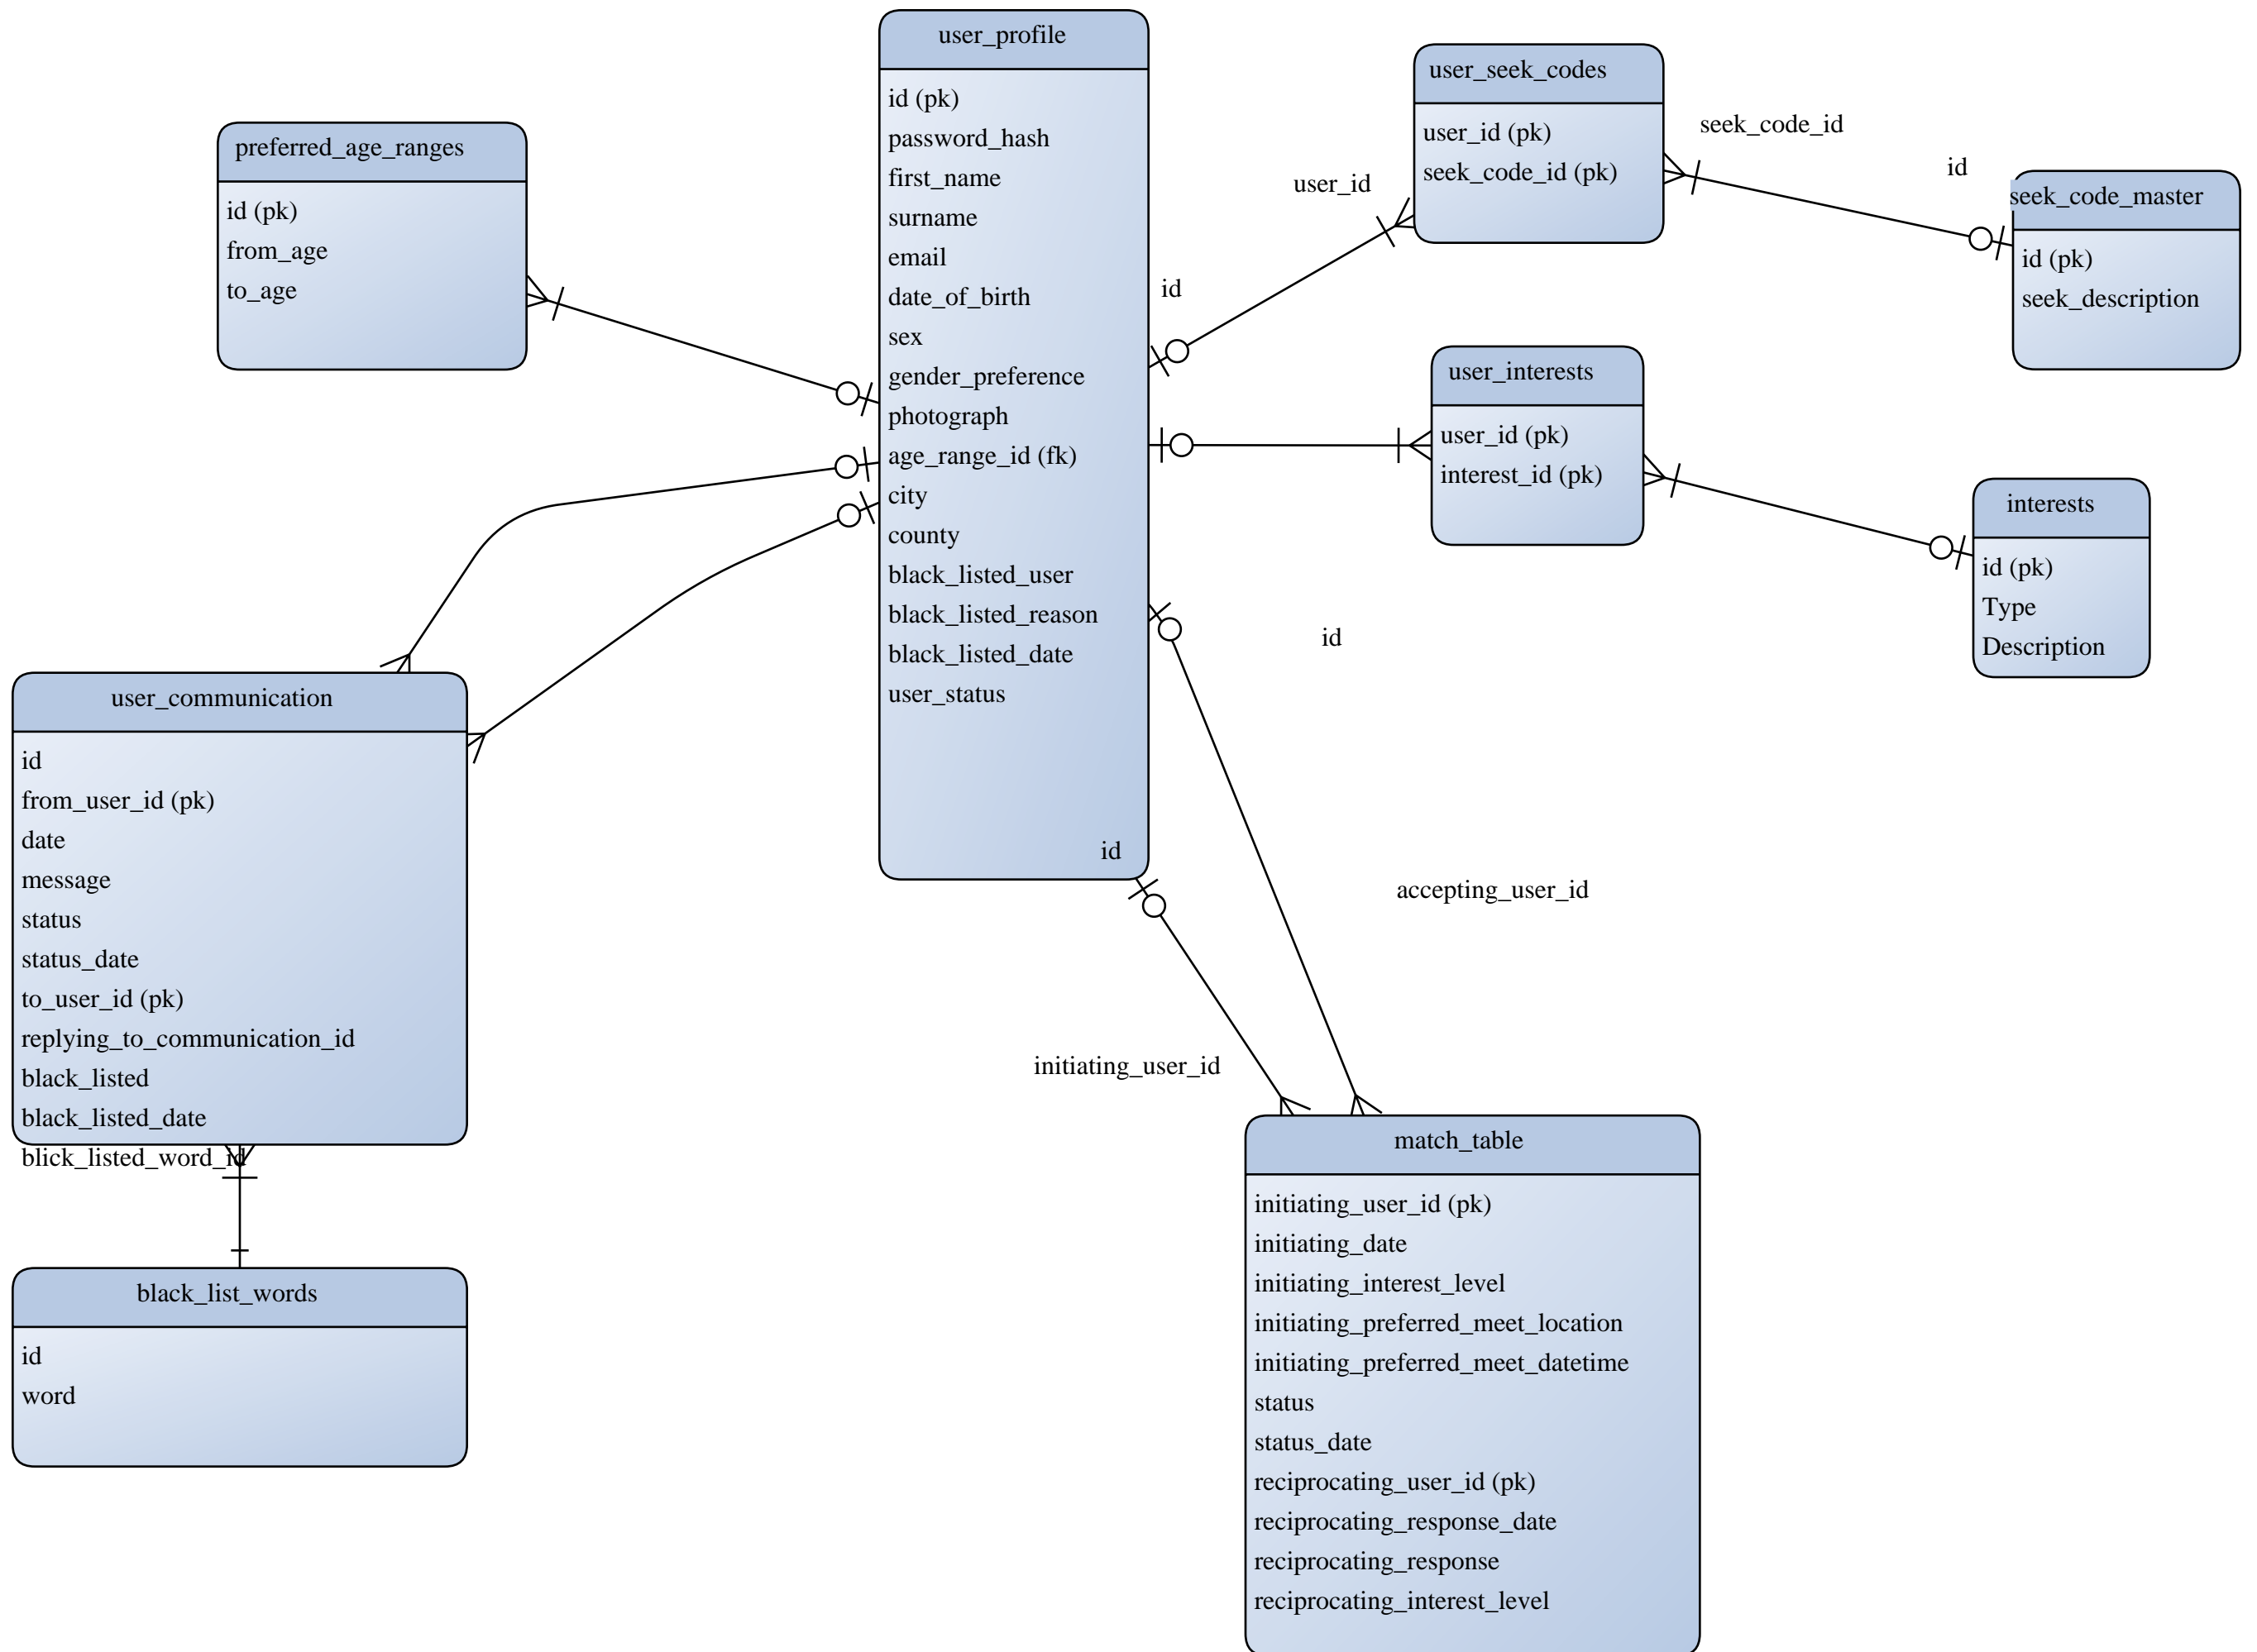 user_profile
id (pk)
password_hash
first_name
surname
email
date_of_birth
sex
gender_preference
photograph
age_range_id (fk)
city
county
black_listed_user
black_listed_reason
black_listed_date
user_status
id
preferred_age_ranges
id (pk)
from_age
to_age
user_seek_codes
user_id (pk)
seek_code_id (pk)
seek_code_id
id
user_id
id
seek_code_master
id (pk)
seek_description
user_interests
user_id (pk)
interest_id (pk)
interests
id (pk)
Type
Description
id
accepting_user_id
initiating_user_id
user_communication
id
from_user_id (pk)
date
message
status
status_date
to_user_id (pk)
replying_to_communication_id
black_listed
black_listed_date
blick_listed_word_id
black_list_words
id
word
match_table
initiating_user_id (pk)
initiating_date
initiating_interest_level
initiating_preferred_meet_location
initiating_preferred_meet_datetime
status
status_date
reciprocating_user_id (pk)
reciprocating_response_date
reciprocating_response
reciprocating_interest_level